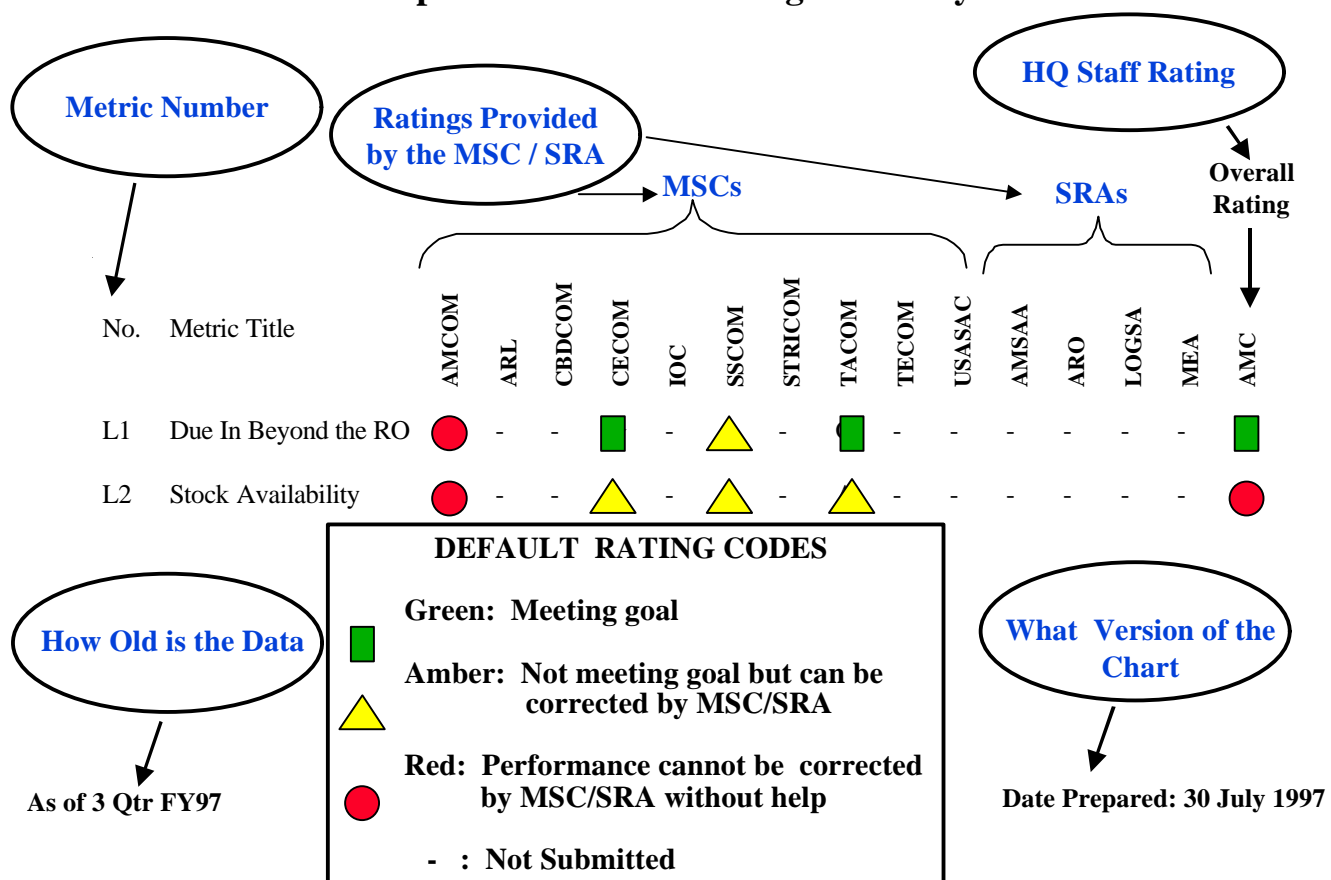 HQ Staff Rating
Metric Number
Ratings Provided
by the MSC / SRA
MSCs
SRAs
Overall
Rating
No. Metric Title AMCOM ARL CBDCOM CECOM IOC SSCOM STRICOM TACOM TECOM USASAC AMSAA ARO LOGSA MEA AMC
L1 Due In Beyond the RO - - - - - - - - - - -
L2 Stock Availability - - - - - - - - - - -
DEFAULT RATING CODES
Green: Meeting goal
Amber: Not meeting goal but can be
corrected by MSC/SRA
Red: Performance cannot be corrected
by MSC/SRA without help
- : Not Submitted
How Old is the Data
As of 3 Qtr FY97
What Version of the
Chart
Date Prepared: 30 July 1997